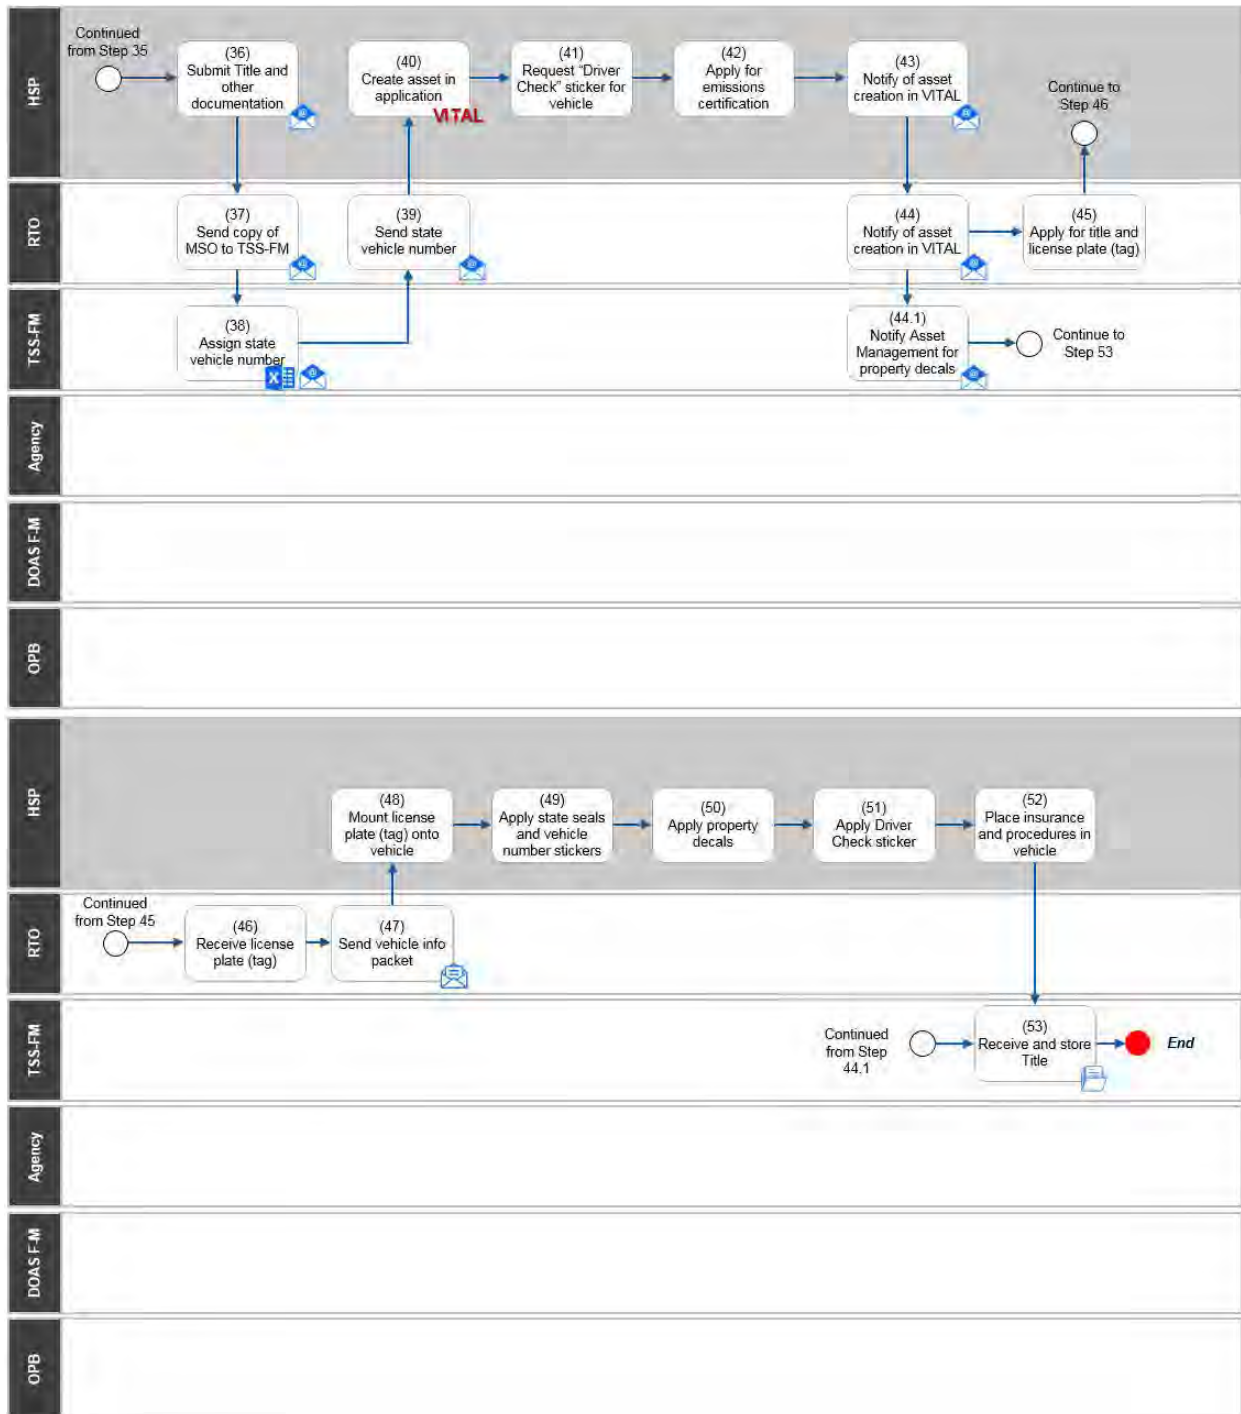 HSP
Continued
from Step 35
(36)
Submit Title and
other
documentation
(40)
Create asset in
application
VITAL
(41)
Request "Driver
Check" sticker for
vehicle
(42)
Apply for
emissions
certification
(43)
Notify of asset
creation in VITAL
Continue to
Step 46
RTO
(37)
Send copy of
MSO to TSS-FM
(39)
Send state
vehicle number
(44)
Notify of asset
creation in VITAL
(45)
Apply for title and
license plate (tag)
TSS-FM
(38)
Assign state
vehicle number
(44.1)
Notify Asset
Management for
property decals
Continue to
Step 53
Agency
DOAS F-M
OPB
HSP
(48)
Mount license
plate (tag) onto
vehicle
(49)
Apply state seals
and vehicle
number stickers
(50)
Apply property
decals
(51)
Apply Driver
Check sticker
(52)
Place insurance
and procedures in
vehicle
RTO
Continued
from Step 45
(46)
Receive license
plate (tag)
(47)
Send vehicle info
packet
TSS-FM
Continued
from Step
44.1
(53)
Receive and store
Title
End
Agency
DOAS F-M
OPB